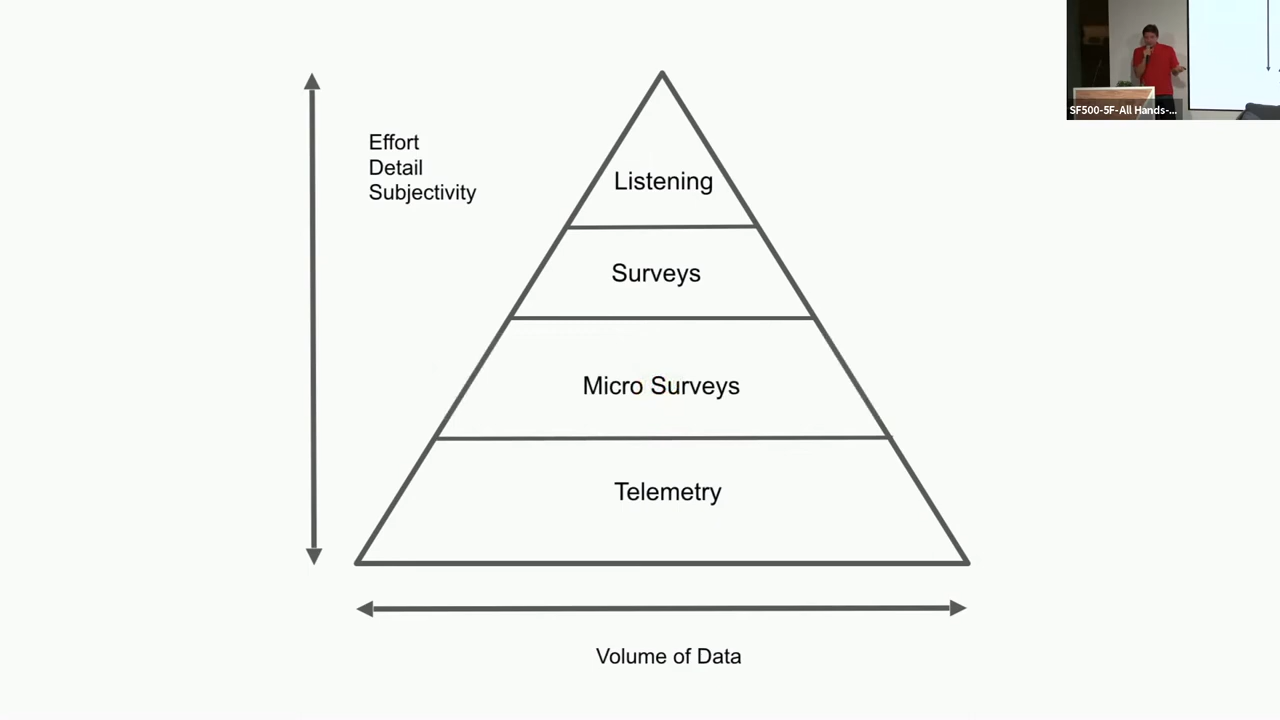 Effort
Detail
Subjectivity
Listening
Surveys
Micro Surveys
Telemetry
Volume of Data
SF500-5F-All Hands-...